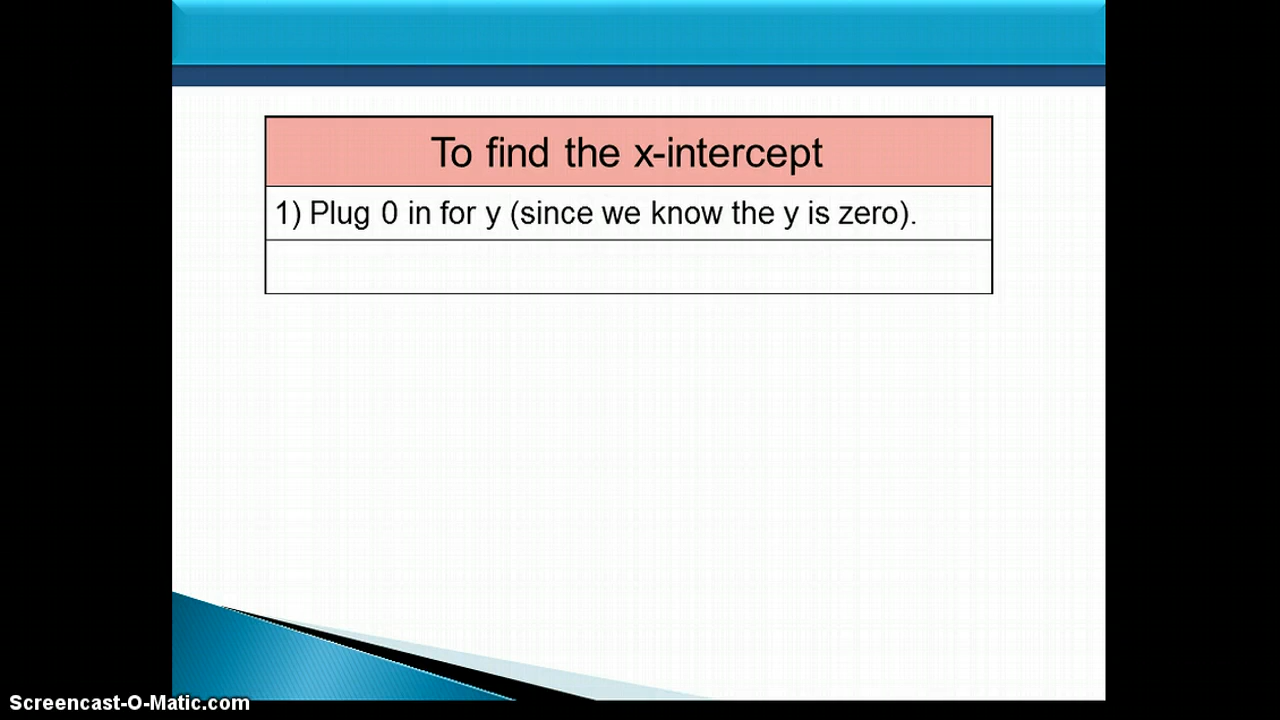 To find the x-intercept
1) Plug 0 in for y (since we know the y is zero).
Screencast-O-Matic.com